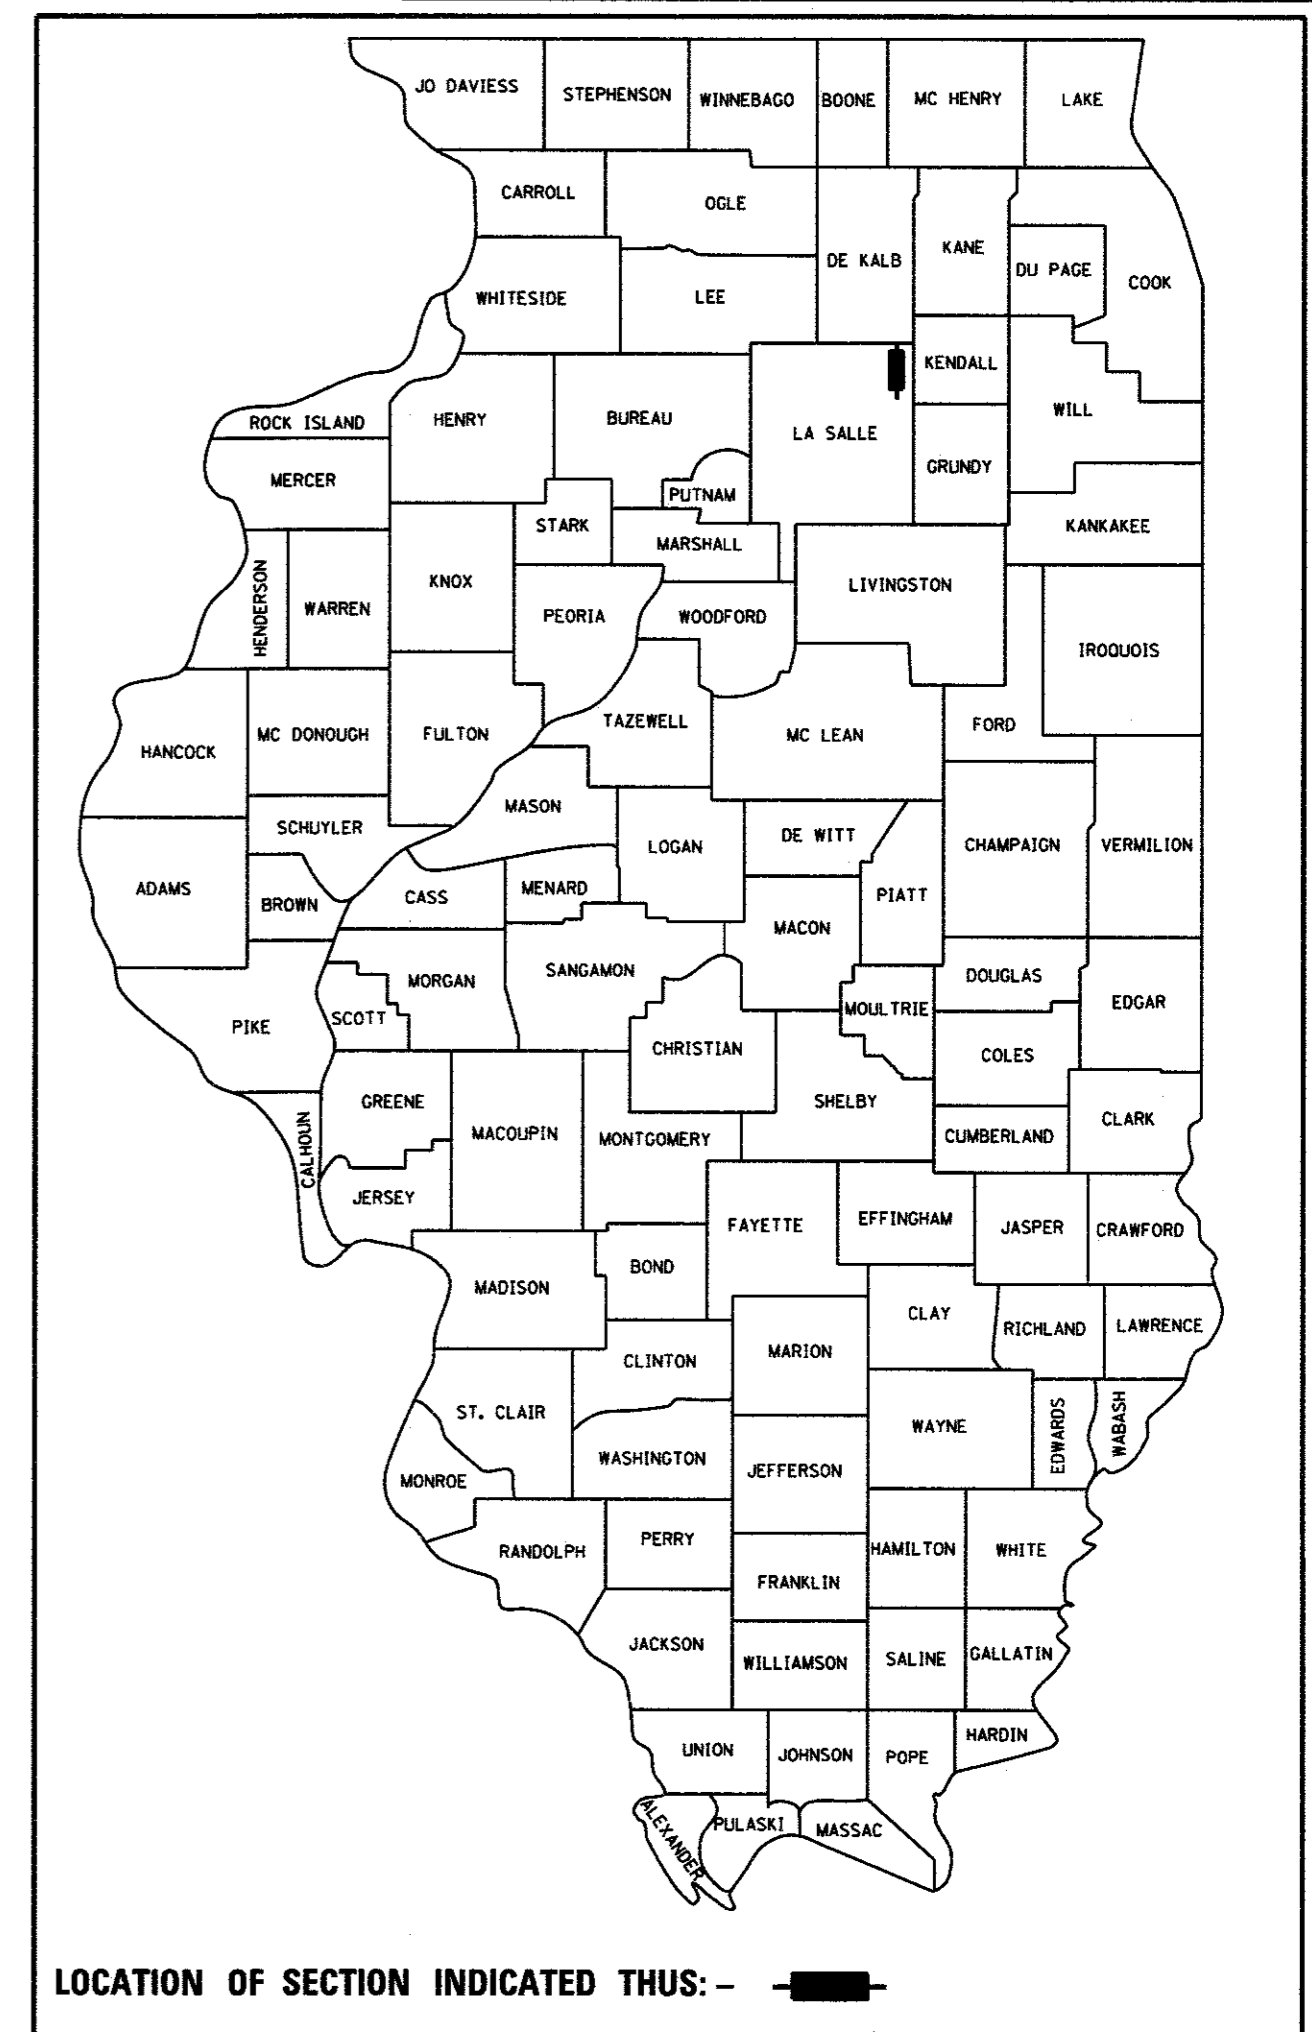 JO DAVIESS
STEPHENSON
WINNEBAGO
BOONE
MC HENRY
LAKE
CARROLL
OGLE
DE KALB
KANE
DU PAGE
COOK
WHITESIDE
LEE
KENDALL
ROCK ISLAND
HENRY
BUREAU
LA SALLE
WILL
MERCER
PUTNAM
GRUNDY
STARK
MARSHALL
KANKAKEE
HENDERSON
WARREN
KNOX
PEORIA
WOODFORD
LIVINGSTON
IROQUOIS
HANCOCK
MC DONOUGH
FULTON
TAZEWELL
MC LEAN
FORD
MASON
SCHUYLER
LOGAN
DE WITT
CHAMPAIGN
VERMILION
ADAMS
BROWN
CASS
MENARD
MACON
PIATT
PIKE
SCOTT
MORGAN
SANGAMON
CHRISTIAN
MOULTRIE
DOUGLAS
EDGAR
COLES
CALHOUN
GREENE
MACOUPIN
MONTGOMERY
SHELBY
CUMBERLAND
CLARK
JERSEY
FAYETTE
EFFINGHAM
JASPER
CRAWFORD
MADISON
BOND
CLAY
RICHLAND
LAWRENCE
CLINTON
MARION
ST. CLAIR
WASHINGTON
WAYNE
EDWARDS
WABASH
MONROE
JEFFERSON
RANDOLPH
PERRY
FRANKLIN
HAMILTON
WHITE
JACKSON
WILLIAMSON
SALINE
GALLATIN
UNION
JOHNSON
POPE
HARDIN
ALEXANDER
PULASKI
MASSAC
LOCATION OF SECTION INDICATED THUS: –